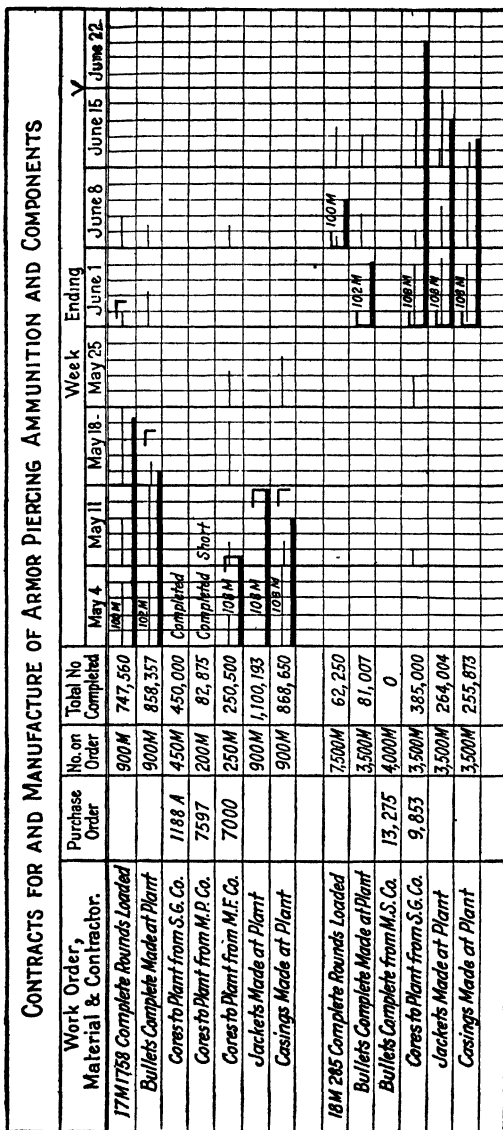 CONTRACTS FOR AND MANUFACTURE OF ARMOR PIERCING AMMUNITION AND COMPONENTS
Work Order, Material & Contractor. Purchase Order No. on Order Total No Completed Week Ending
May 4 May 11 May 18- May 25 June 1 June 8 June 15 June 22
17M1758 Complete Rounds Loaded 900M 747,560 100M
Bullets Complete Made at Plant 900M 858,357 102M
Cores to Plant from S.G. Co. 1188 A 450M 450,000 Completed
Cores to Plant from M.P. Co. 7597 200M 82,875 Completed Short
Cores to Plant from M.F. Co. 7000 250M 250,500 108M
Jackets Made at Plant 900M 1,100,193 108M
Casings Made at Plant 900M 868,650 108M
18M 285 Complete Rounds Loaded 7,500M 62,250 100M
Bullets Complete Made at Plant 3,500M 81,007 102M
Bullets Complete from M.S. Co. 13,275 4,000M 0
Cores to Plant from S.G. Co. 9,853 3,500M 385,000 108M
Jackets Made at Plant 3,500M 264,004 108M
Casings Made at Plant 3,500M 255,873 108M